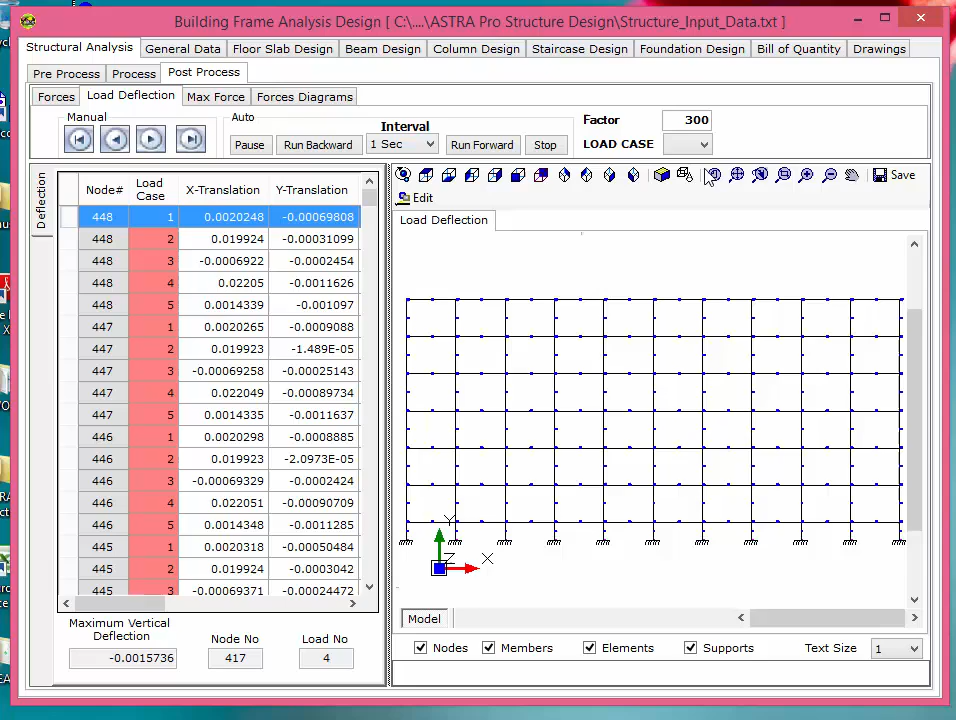 Building Frame Analysis Design [ C:\....\ASTRA Pro Structure Design\Structure_Input_Data.txt ]
Structural Analysis General Data Floor Slab Design Beam Design Column Design Staircase Design Foundation Design Bill of Quantity Drawings
Pre Process Process Post Process
Forces Load Deflection Max Force Forces Diagrams
Manual Auto Interval Factor 300
Pause Run Backward 1 Sec Run Forward Stop LOAD CASE
Deflection
Node# Load Case X-Translation Y-Translation
448 1 0.0020248 -0.00069808
448 2 0.019924 -0.00031099
448 3 -0.0006922 -0.0002454
448 4 0.02205 -0.0011626
448 5 0.0014339 -0.001097
447 1 0.0020265 -0.0009088
447 2 0.019923 -1.489E-05
447 3 -0.00069258 -0.00025143
447 4 0.022049 -0.00089734
447 5 0.0014335 -0.0011637
446 1 0.0020298 -0.0008885
446 2 0.019923 -2.0973E-05
446 3 -0.00069329 -0.0002424
446 4 0.022051 -0.00090709
446 5 0.0014348 -0.0011285
445 1 0.0020318 -0.00050484
445 2 0.019924 -0.0003042
445 3 -0.00069371 -0.00024472
Maximum Vertical
Deflection Node No Load No
-0.0015736 417 4
Save
Edit
Load Deflection
Y
Z X
Model
Nodes Members Elements Supports Text Size 1